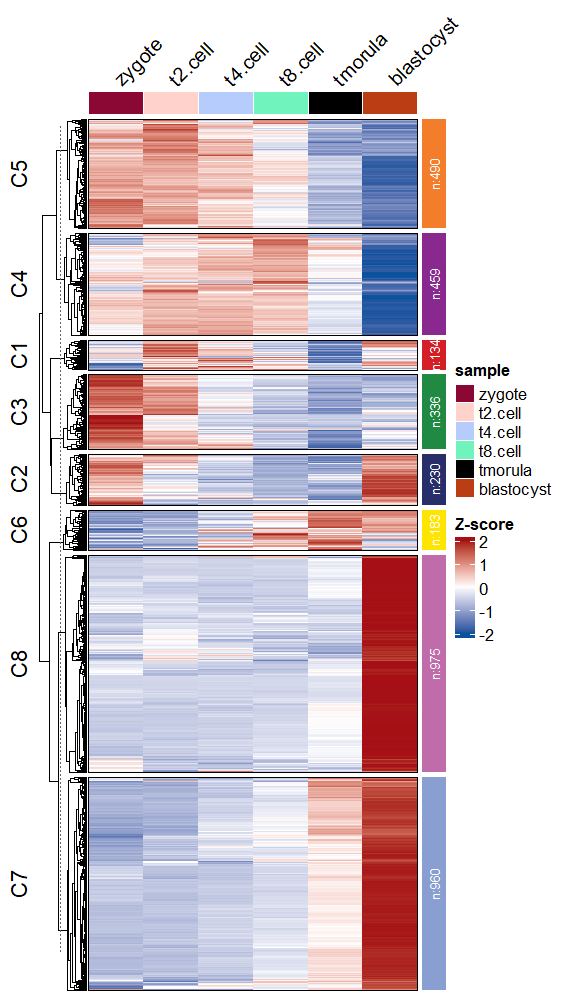 zygote
t2.cell
t4.cell
t8.cell
tmorula
blastocyst
C5
n:490
C4
n:459
C1
n:134
C3
n:336
C2
n:230
C6
n:183
C8
n:975
C7
n:960
sample
zygote
t2.cell
t4.cell
t8.cell
tmorula
blastocyst
Z-score
2
1
0
-1
-2